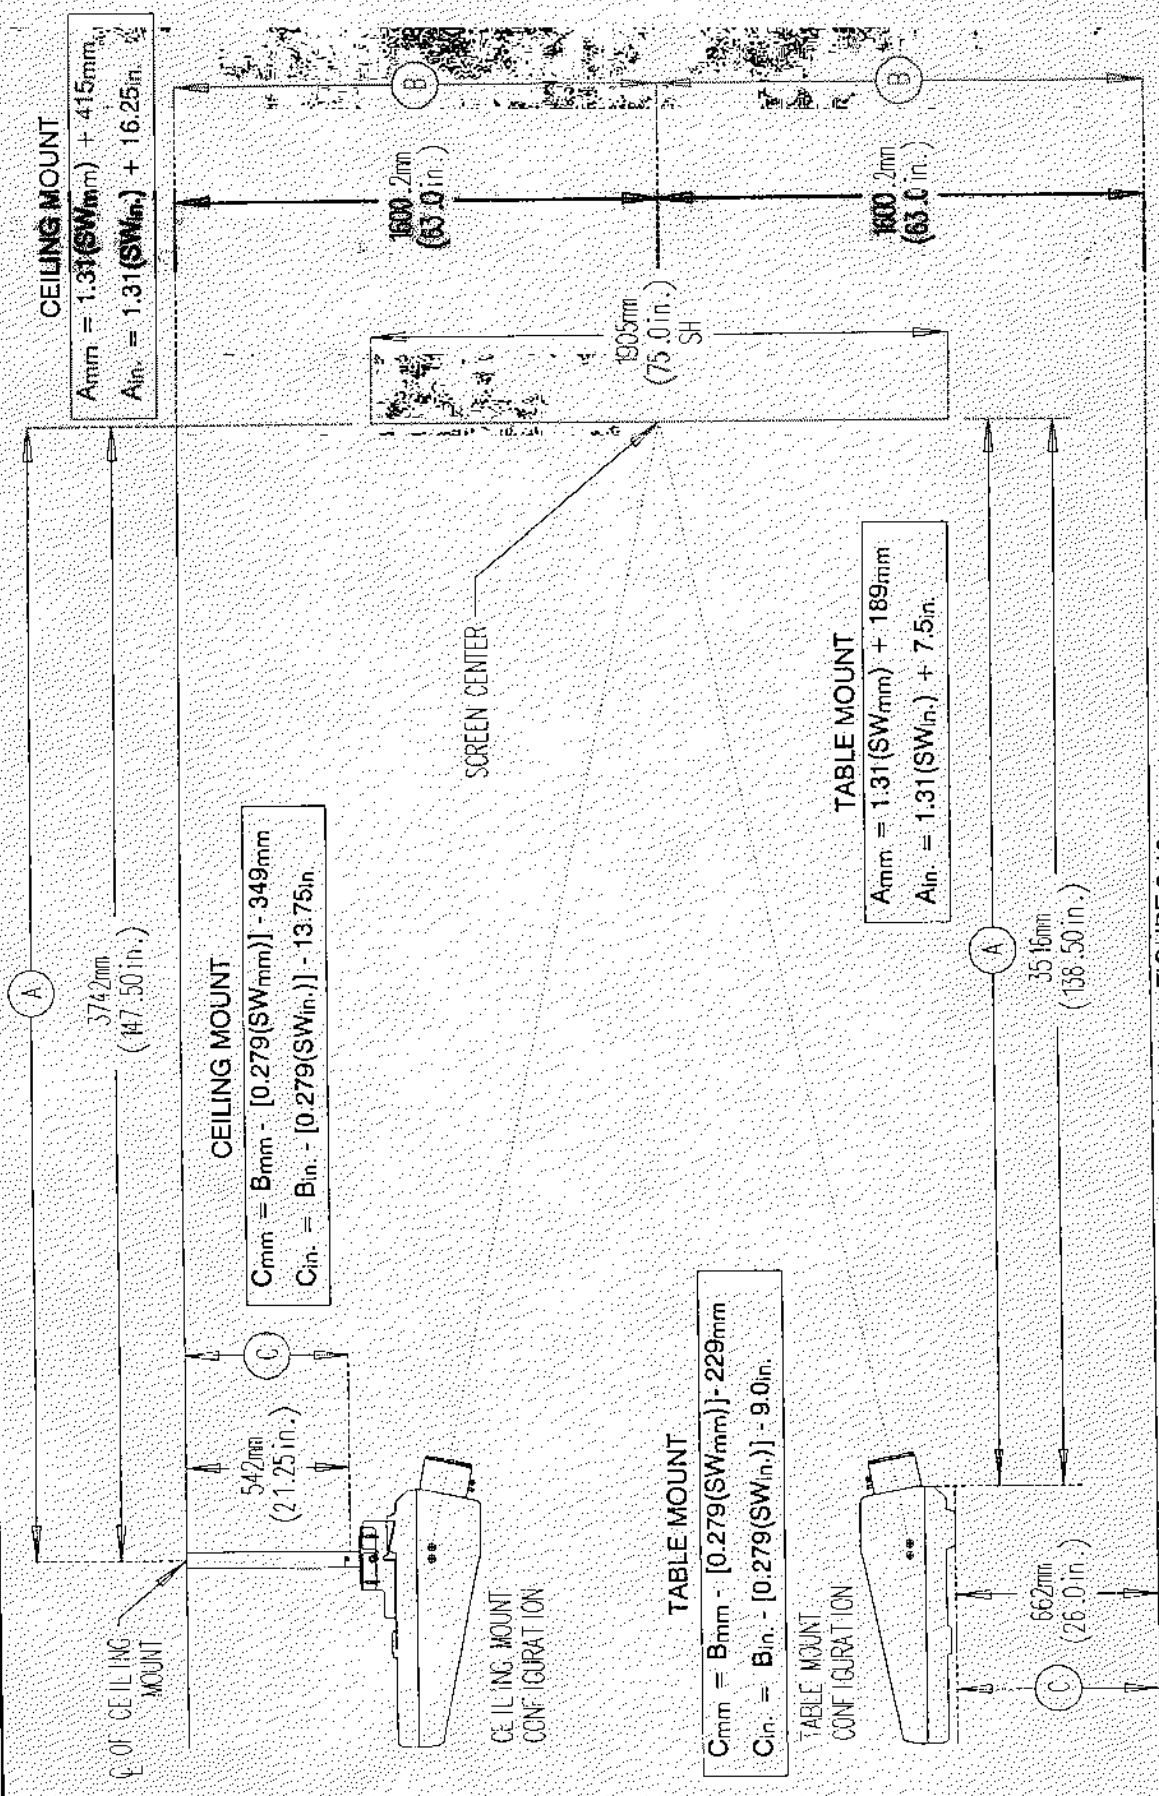 CEILING MOUNT
Amm = 1.31(SWmm) + 415mm
Ain. = 1.31(SWin.) + 16.25in.
A
3742mm
(147.50in.)
℄ OF CEILING
MOUNT
CEILING MOUNT
Cmm = Bmm - [0.279(SWmm)] - 349mm
Cin. = Bin. - [0.279(SWin.)] - 13.75in.
C
542mm
(21.25in.)
B
1600.2mm
(63.0in.)
B
1600.2mm
(63.0in.)
1905mm
(75.0in.)
SH
SCREEN CENTER
CEILING MOUNT
CONFIGURATION
TABLE MOUNT
Amm = 1.31(SWmm) + 189mm
Ain. = 1.31(SWin.) + 7.5in.
A
3516mm
(138.50in.)
TABLE MOUNT
Cmm = Bmm - [0.279(SWmm)] - 229mm
Cin. = Bin. - [0.279(SWin.)] - 9.0in.
TABLE MOUNT
CONFIGURATION
662mm
(26.0in.)
C